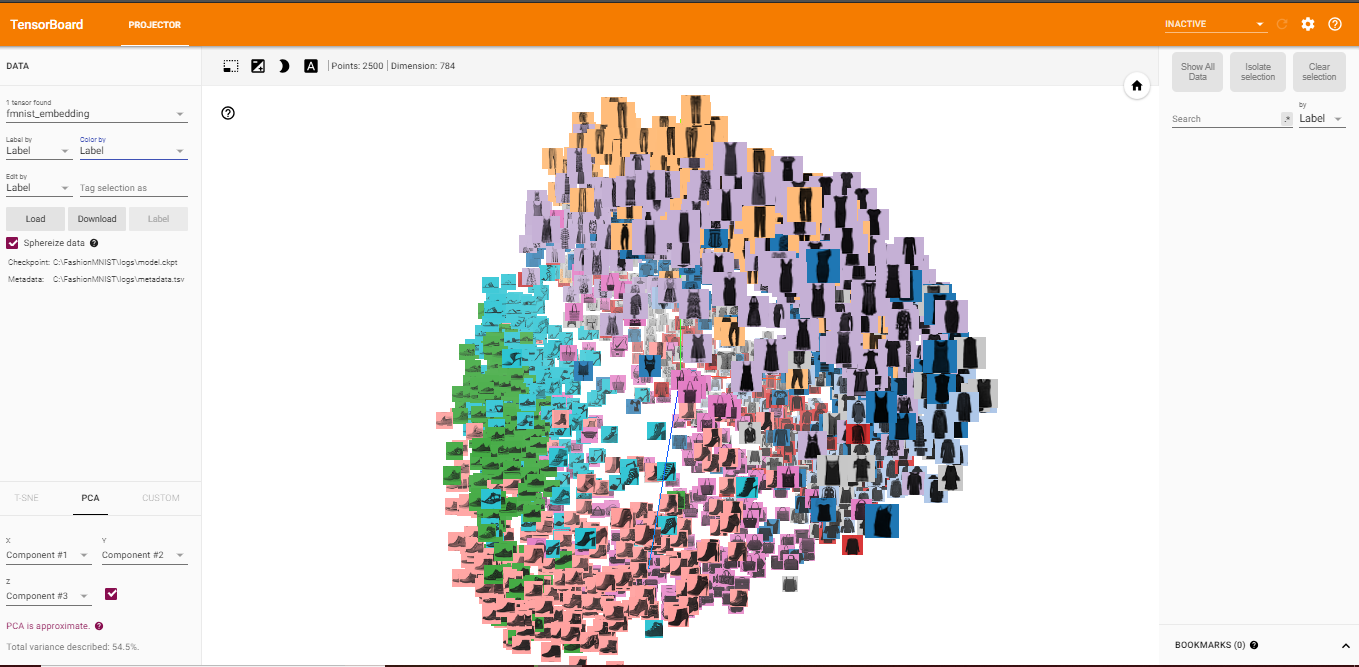 TensorBoard
PROJECTOR
INACTIVE
DATA
1 tensor found
fmnist_embedding
Label by
Label
Color by
Label
Edit by
Label
Tag selection as
Load
Download
Label
Sphereize data
Checkpoint: C:\FashionMNIST\logs\model.ckpt
Metadata: C:\FashionMNIST\logs\metadata.tsv
T-SNE
PCA
CUSTOM
X
Component #1
Y
Component #2
Z
Component #3
PCA is approximate.
Total variance described: 54.5%.
A
Points: 2500
Dimension: 784
Show All
Data
Isolate
selection
Clear
selection
Search
.*
by
Label
BOOKMARKS (0)